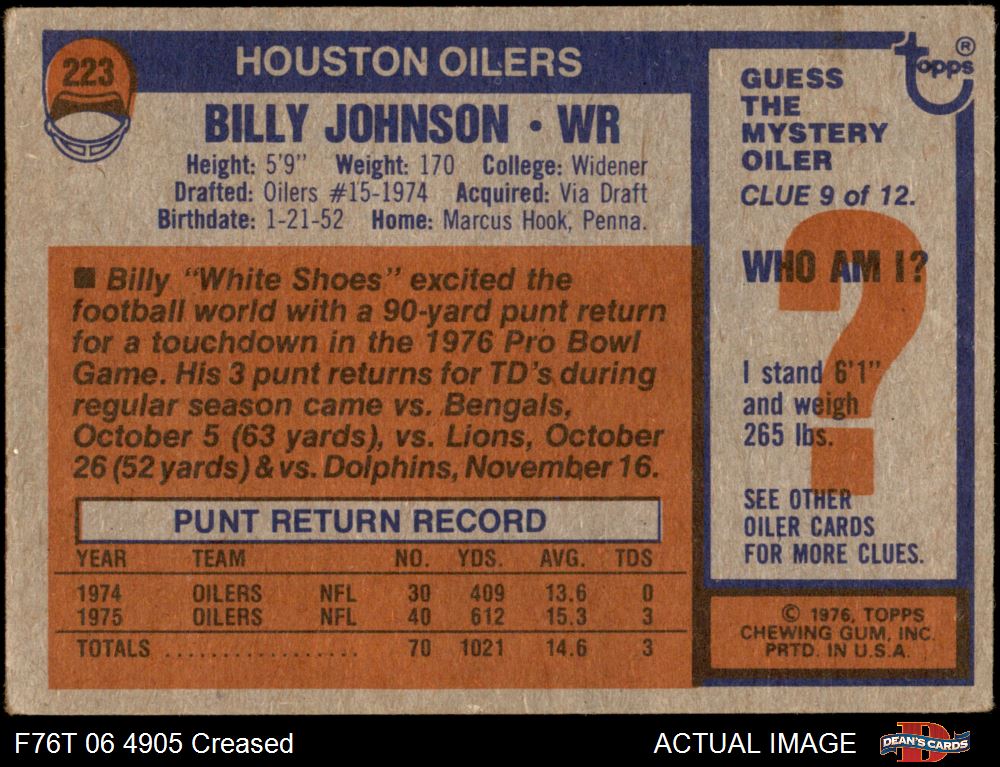 223
HOUSTON OILERS
BILLY JOHNSON • WR
Height: 5'9" Weight: 170 College: Widener
Drafted: Oilers #15-1974 Acquired: Via Draft
Birthdate: 1-21-52 Home: Marcus Hook, Penna.
■ Billy "White Shoes" excited the
football world with a 90-yard punt return
for a touchdown in the 1976 Pro Bowl
Game. His 3 punt returns for TD's during
regular season came vs. Bengals,
October 5 (63 yards), vs. Lions, October
26 (52 yards) & vs. Dolphins, November 16.
PUNT RETURN RECORD
YEAR TEAM NO. YDS. AVG. TDS
1974 OILERS NFL 30 409 13.6 0
1975 OILERS NFL 40 612 15.3 3
TOTALS .................. 70 1021 14.6 3
topps ®
GUESS
THE
MYSTERY
OILER
CLUE 9 of 12.
?
WHO AM I?
I stand 6'1"
and weigh
265 lbs.
SEE OTHER
OILER CARDS
FOR MORE CLUES.
© 1976, TOPPS
CHEWING GUM, INC.
PRTD. IN U.S.A.
F76T 06 4905 Creased
ACTUAL IMAGE
D
DEAN'S CARDS